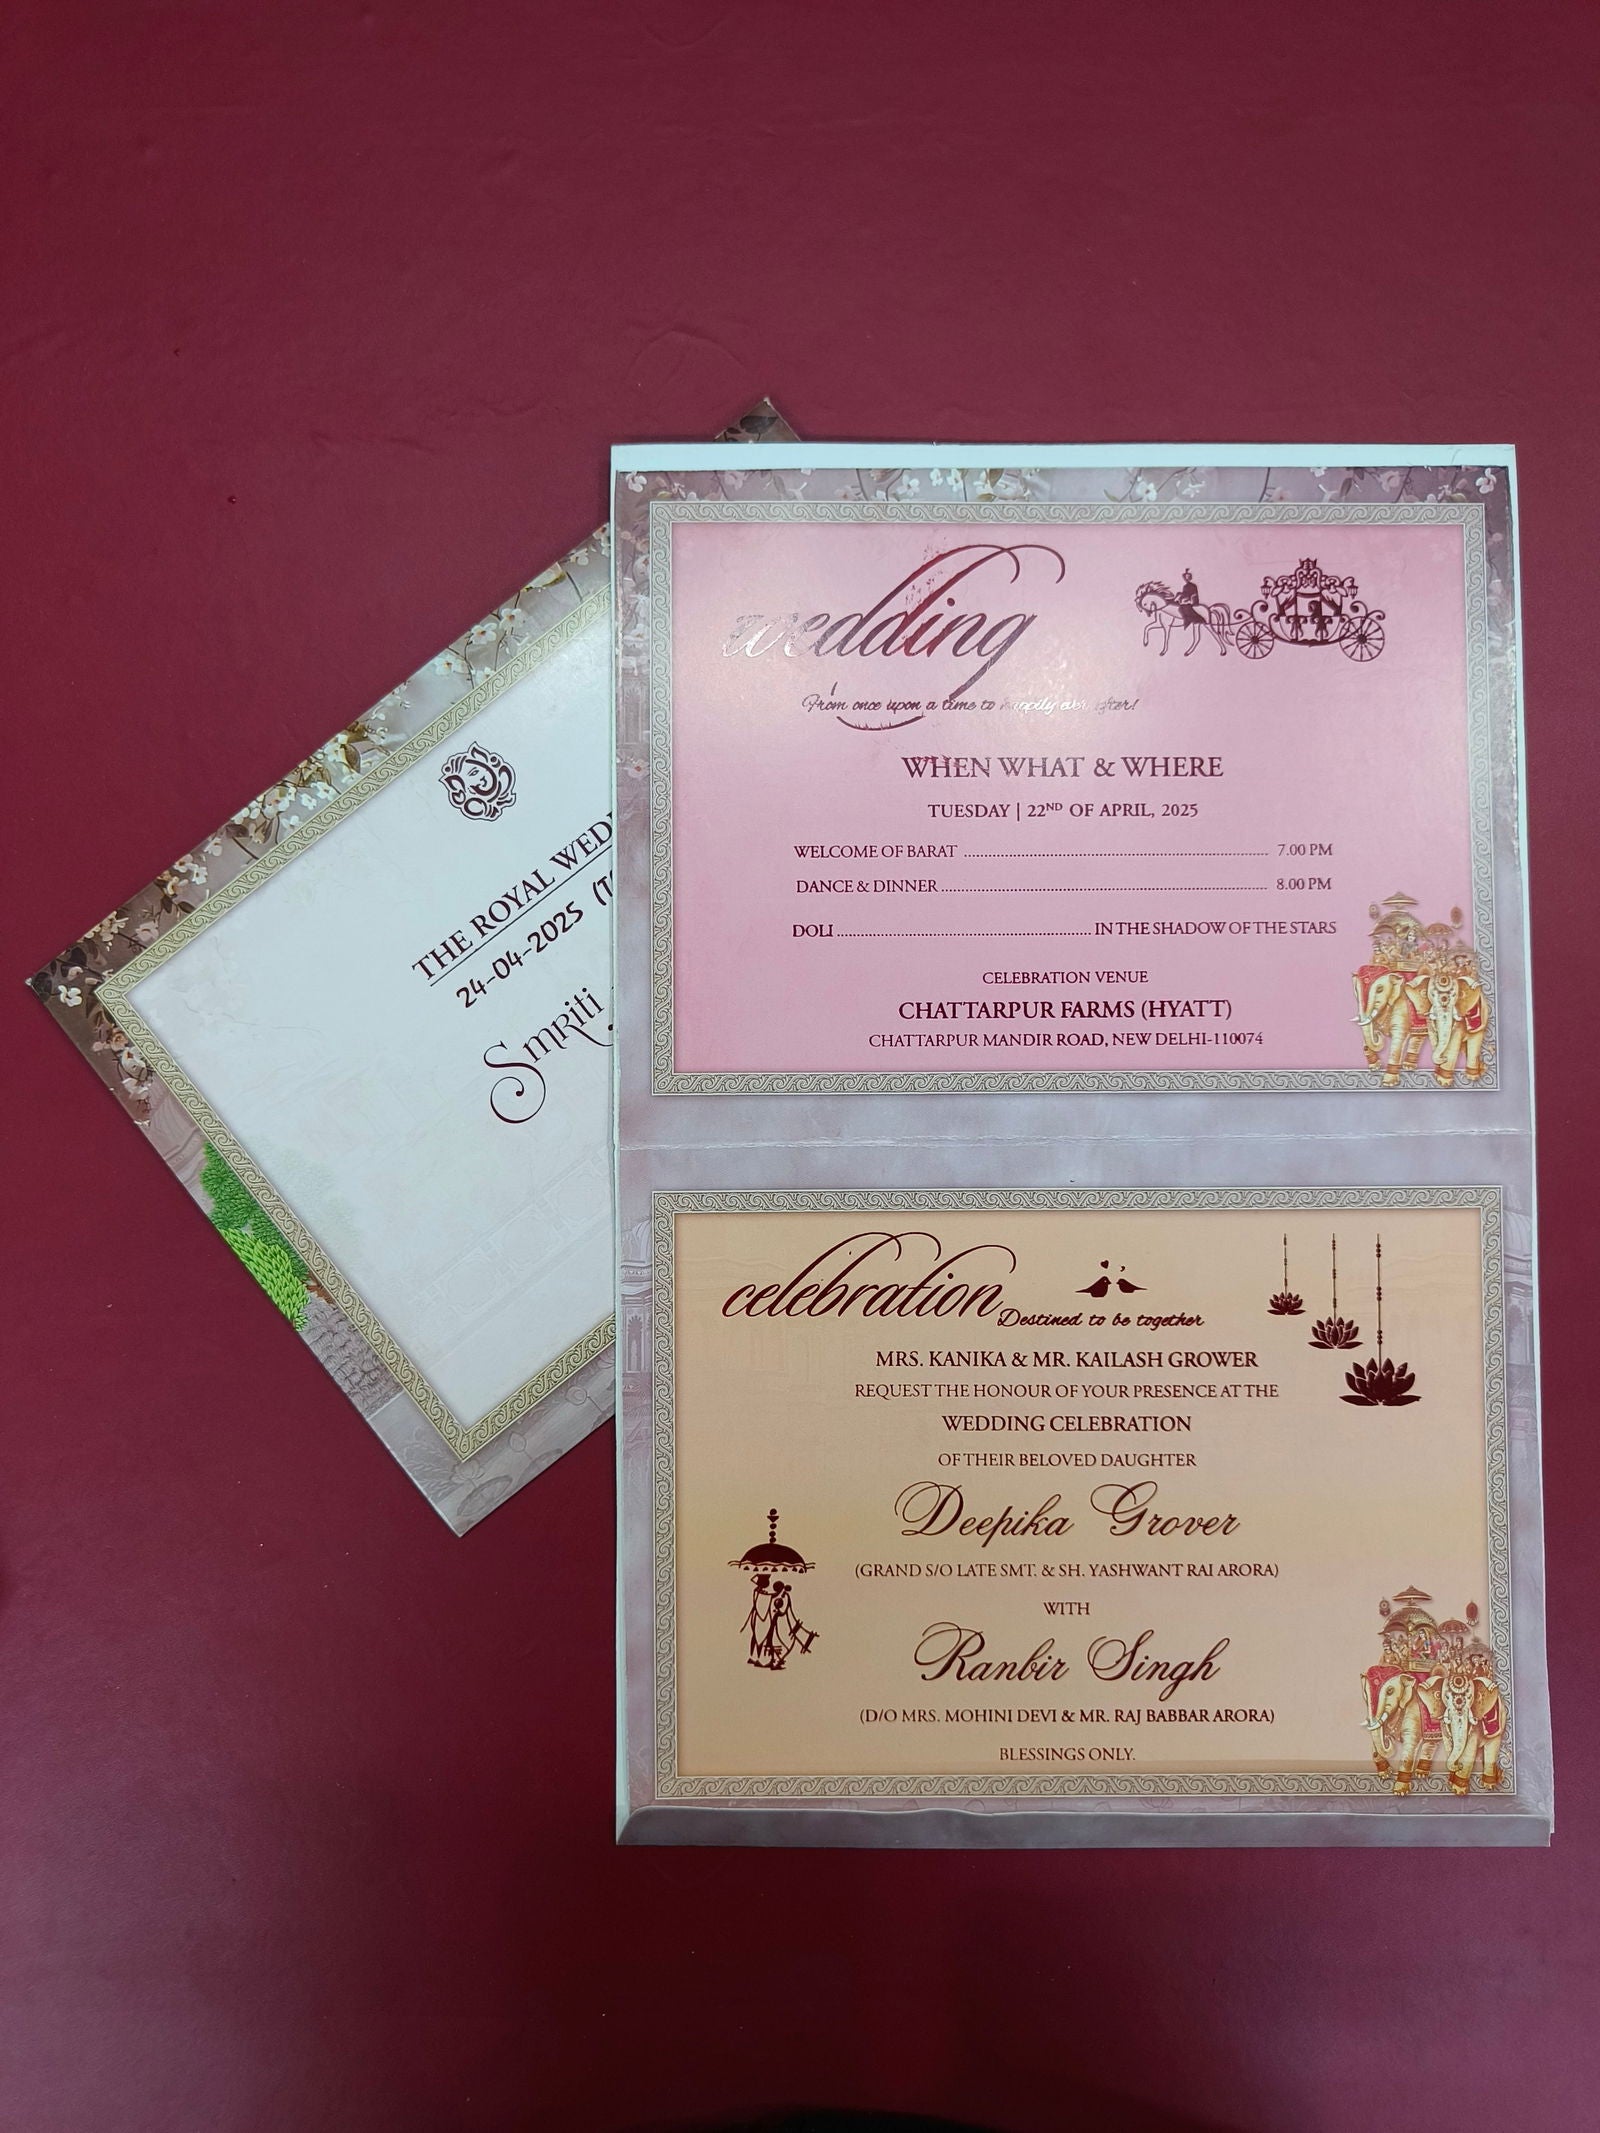 THE ROYAL
24-04-2025
Smriti
wedding
From once upon a time to happily ever after!
WHEN WHAT & WHERE
TUESDAY | 22ND OF APRIL, 2025
WELCOME OF BARAT ........................ 7.00 PM
DANCE & DINNER ........................ 8.00 PM
DOLI ........................ IN THE SHADOW OF THE STARS
CELEBRATION VENUE
CHATTARPUR FARMS (HYATT)
CHATTARPUR MANDIR ROAD, NEW DELHI-110074
celebration
Destined to be together
MRS. KANIKA & MR. KAILASH GROWER
REQUEST THE HONOUR OF YOUR PRESENCE AT THE
WEDDING CELEBRATION
OF THEIR BELOVED DAUGHTER
Deepika Grover
(GRAND S/O LATE SMT. & SH. YASHWANT RAI ARORA)
WITH
Ranbir Singh
(D/O MRS. MOHINI DEVI & MR. RAJ BABBAR ARORA)
BLESSINGS ONLY.